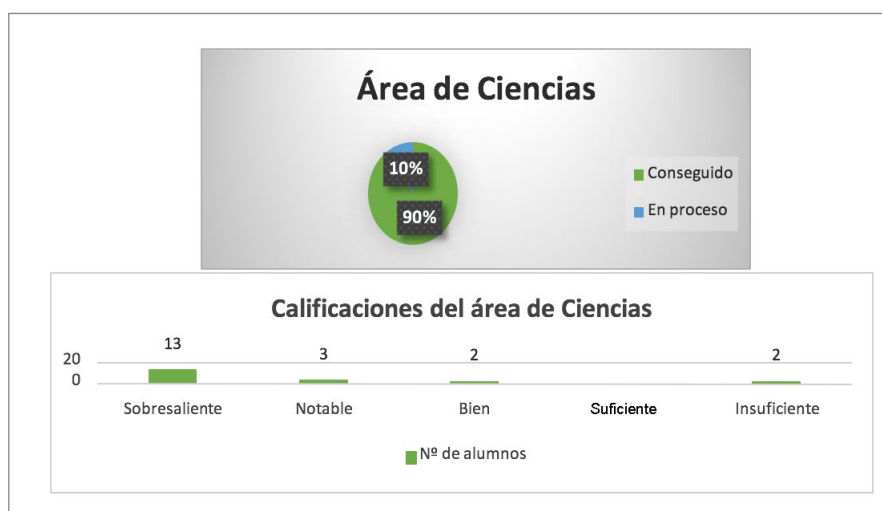 Área de Ciencias
10%
90%
Conseguido
En proceso
Calificaciones del área de Ciencias
20
0
13
3
2
2
Sobresaliente
Notable
Bien
Suficiente
Insuficiente
Nº de alumnos